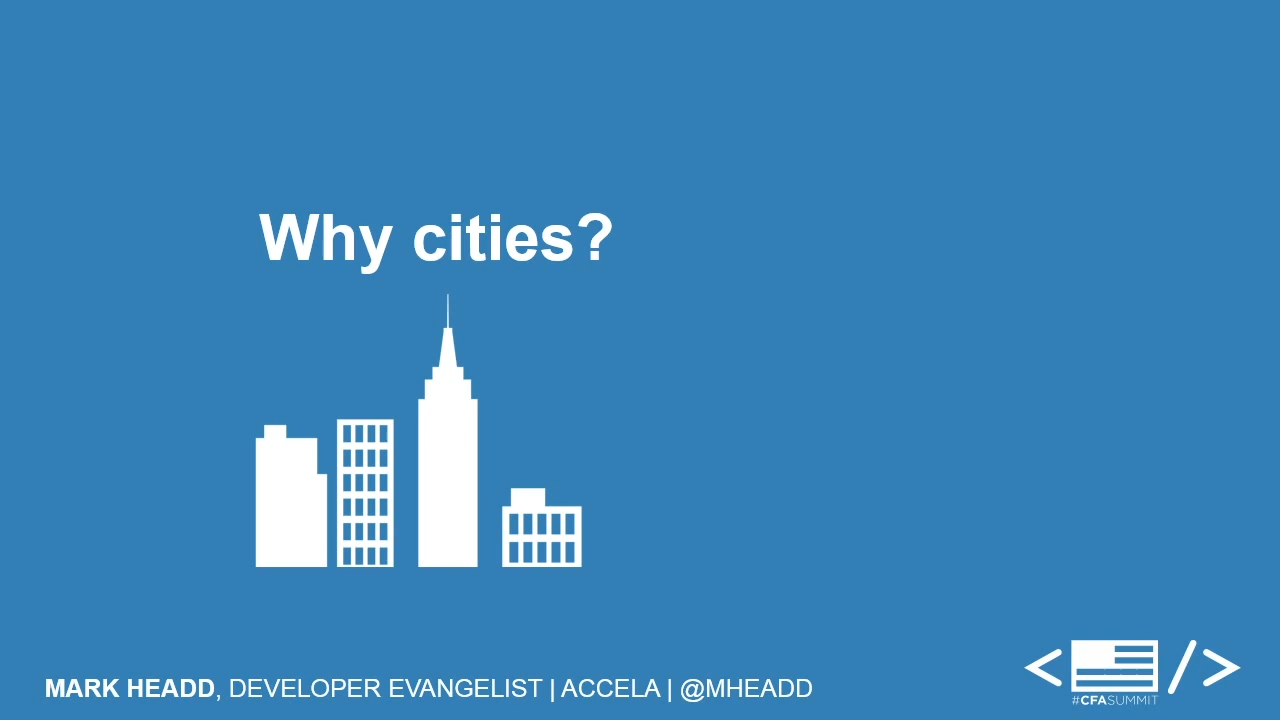 Why cities?
MARK HEADD, DEVELOPER EVANGELIST | ACCELA | @MHEADD
#CFASUMMIT